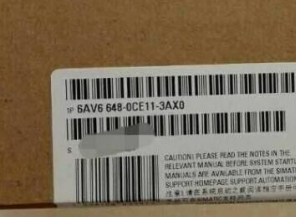 1P 6AV6 648-0CE11-3AX0
S
CAUTION: PLEASE READ THE NOTES IN THE
RELEVANT MANUAL BEFORE SYSTEM START
MANUALS ARE AVAILABLE FROM THE SIMAT
SUPPORT HOMEPAGE SUPPORT.AUTOMATION